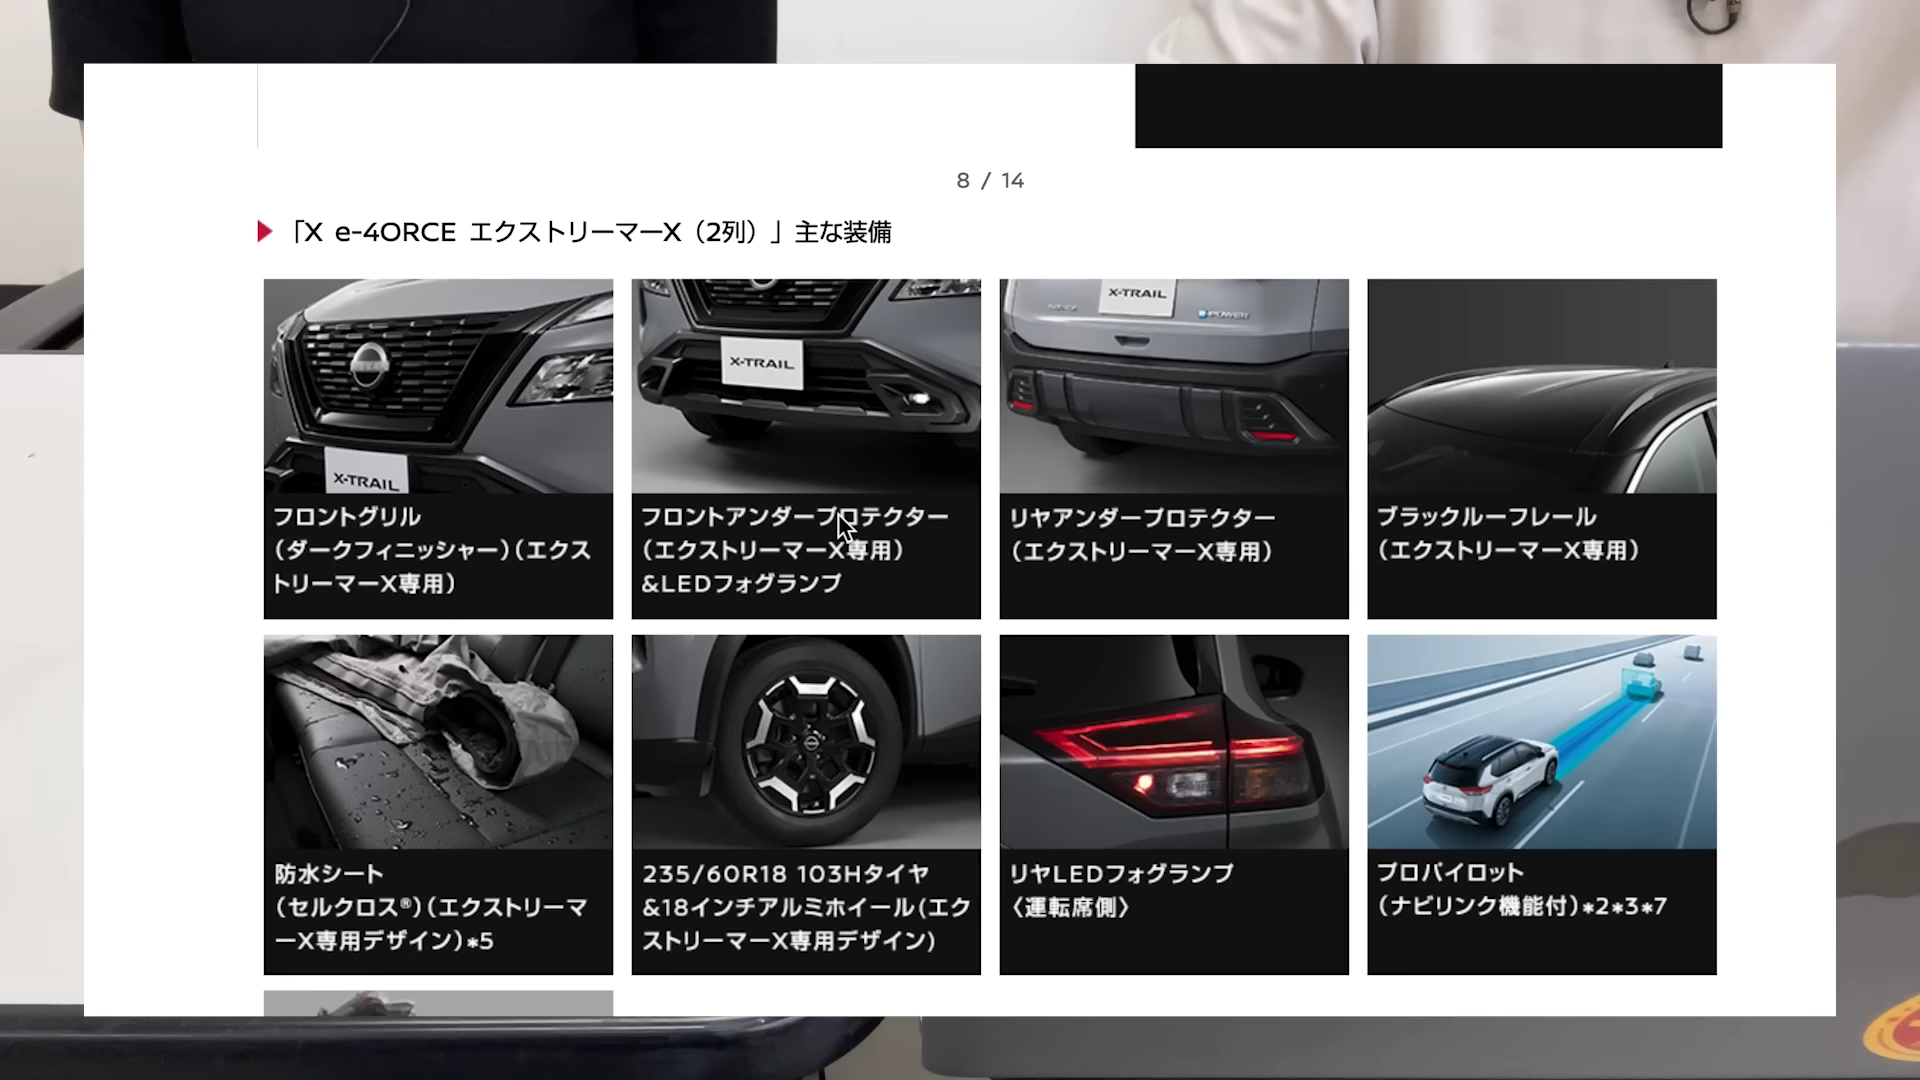 8 / 14
「X e-4ORCE エクストリーマーX（2列）」主な装備
X-TRAIL
フロントグリル
（ダークフィニッシャー）（エクス
トリーマーX専用）
X-TRAIL
フロントアンダープロテクター
（エクストリーマーX専用）
&LEDフォグランプ
X-TRAIL
e-POWER
リヤアンダープロテクター
（エクストリーマーX専用）
ブラックルーフレール
（エクストリーマーX専用）
防水シート
（セルクロス®）（エクストリーマ
ーX専用デザイン）*5
235/60R18 103Hタイヤ
&18インチアルミホイール(エク
ストリーマーX専用デザイン)
リヤLEDフォグランプ
〈運転席側〉
プロパイロット
（ナビリンク機能付）*2*3*7